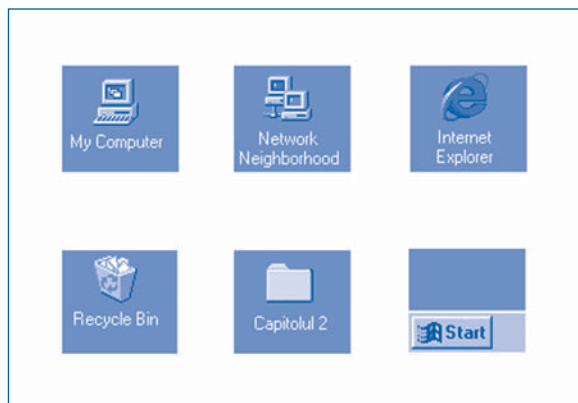 My Computer
Network
Neighborhood
Internet
Explorer
Recycle Bin
Capitolul 2
Start